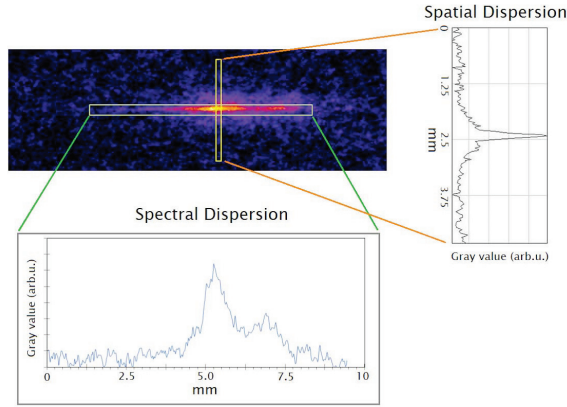 Spatial Dispersion
0
1.25
2.5
3.75
mm
Gray value (arb.u.)
Spectral Dispersion
Gray value (arb.u.)
0
2.5
5.0
7.5
10
mm